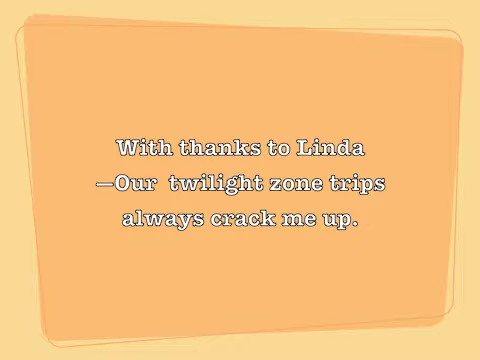 With thanks to Linda
—Our  twilight zone trips
always crack me up.